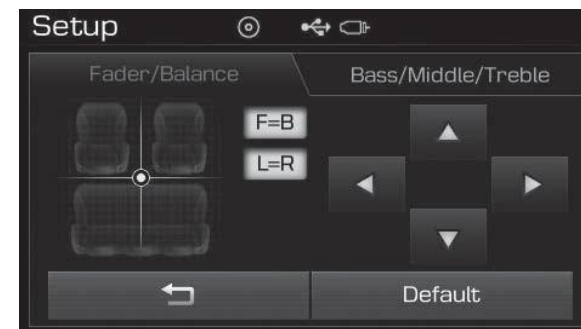 Setup
Fader/Balance
Bass/Middle/Treble
F=B
L=R
Default